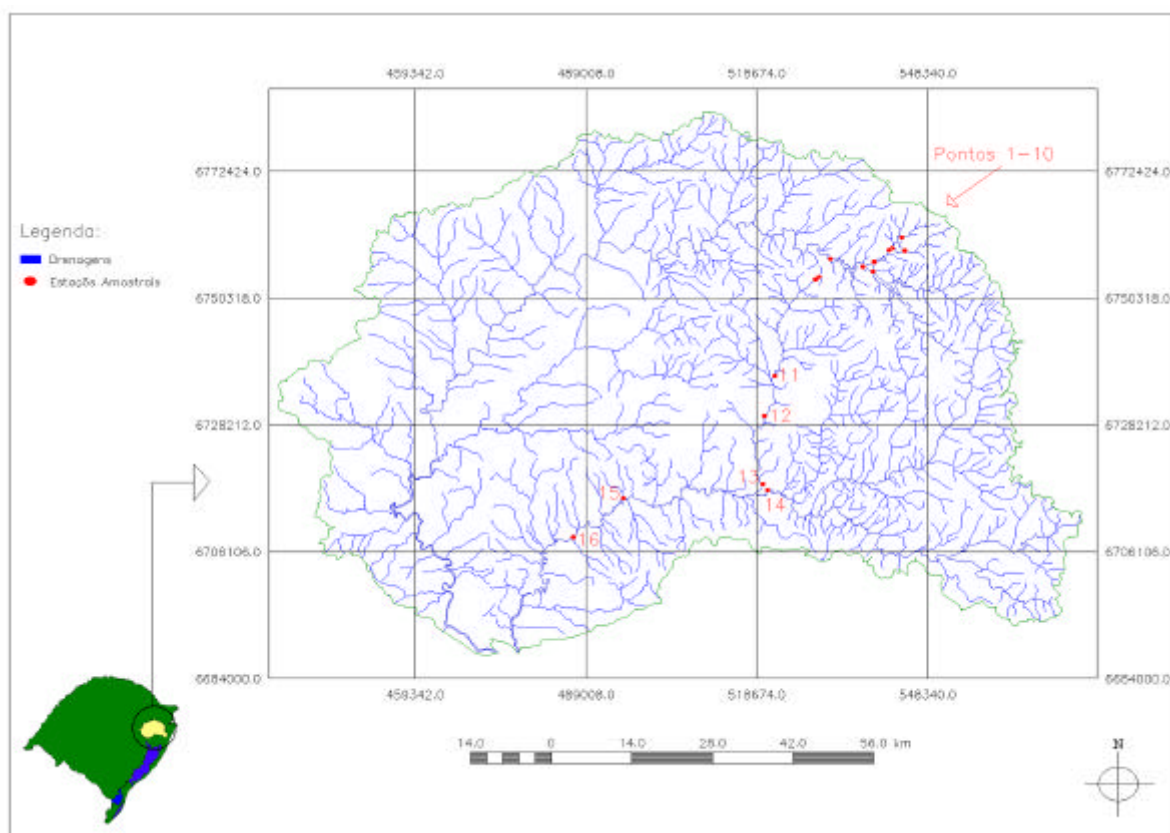 459342.0 489008.0 518674.0 548340.0
Pontos 1-10
6772424.0 6772424.0
Legenda:
Drenagens
Estaçõs Amostrais
6750318.0 6750318.0
11
12
6728212.0 6728212.0
13
14
15
16
6706106.0 6706106.0
6684000.0 6684000.0
459342.0 489008.0 518674.0 548340.0
14.0 0 14.0 28.0 42.0 56.0 km
N